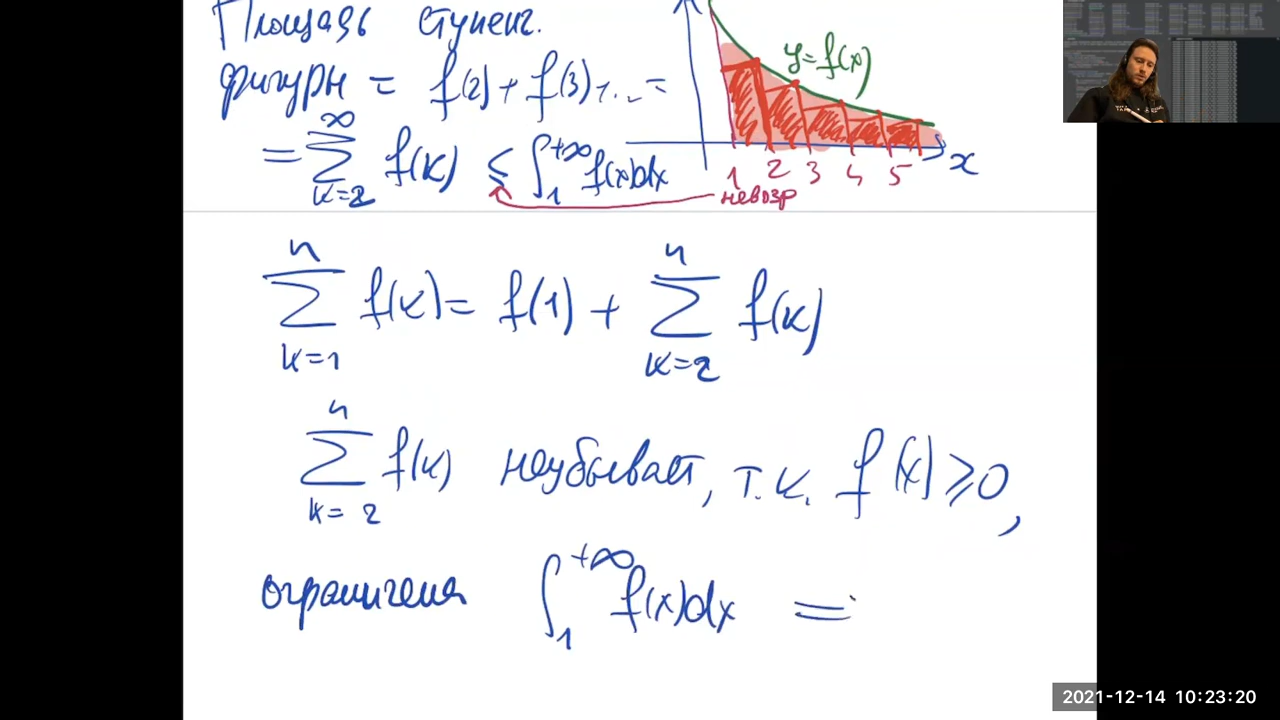 Площадь ступенч.
фигуры = f(2) + f(3) + ... =
= ∑_{k=2}^{∞} f(k) ≤ ∫_1^{+∞} f(x)dx
y=f(x)
1 2 3 4 5 x
невозр
∑_{k=1}^{n} f(k) = f(1) + ∑_{k=2}^{n} f(k)
∑_{k=2}^{n} f(k) неубывает, т.к. f(x) ≥ 0,
ограничена ∫_1^{+∞} f(x)dx =
2021-12-14 10:23:20